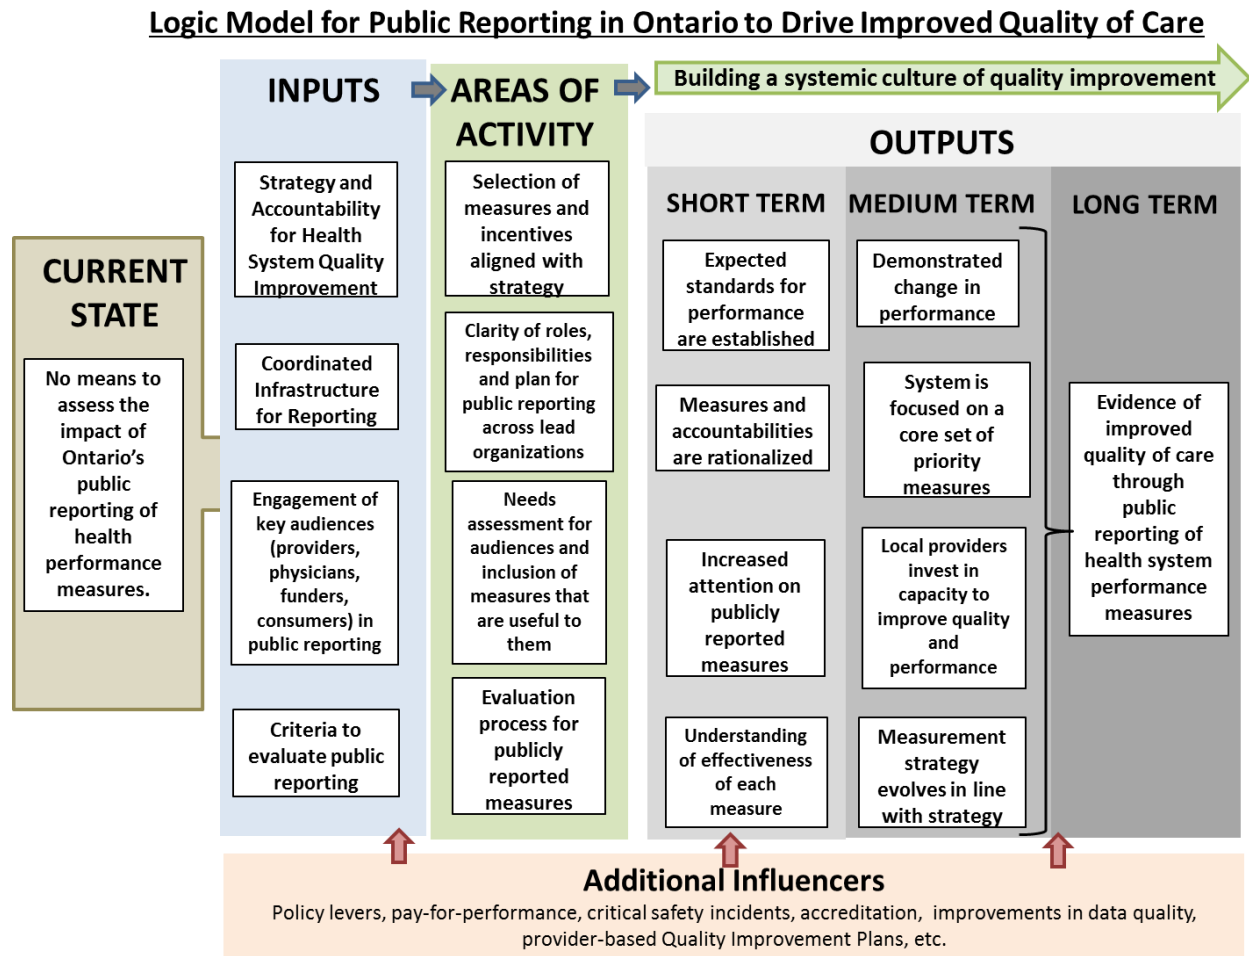 Logic Model for Public Reporting in Ontario to Drive Improved Quality of Care
CURRENT
STATE
No means to
assess the
impact of
Ontario's
public
reporting of
health
performance
measures.
INPUTS
Strategy and
Accountability
for Health
System Quality
Improvement
Coordinated
Infrastructure
for Reporting
Engagement of
key audiences
(providers,
physicians,
funders,
consumers) in
public reporting
Criteria to
evaluate public
reporting
AREAS OF
ACTIVITY
Selection of
measures and
incentives
aligned with
strategy
Clarity of roles,
responsibilities
and plan for
public reporting
across lead
organizations
Needs
assessment for
audiences and
inclusion of
measures that
are useful to
them
Evaluation
process for
publicly
reported
measures
Building a systemic culture of quality improvement
OUTPUTS
SHORT TERM
Expected
standards for
performance
are established
Measures and
accountabilities
are rationalized
Increased
attention on
publicly
reported
measures
Understanding
of effectiveness
of each
measure
MEDIUM TERM
Demonstrated
change in
performance
System is
focused on a
core set of
priority
measures
Local providers
invest in
capacity to
improve quality
and
performance
Measurement
strategy
evolves in line
with strategy
LONG TERM
Evidence of
improved
quality of care
through
public
reporting of
health system
performance
measures
Additional Influencers
Policy levers, pay-for-performance, critical safety incidents, accreditation, improvements in data quality,
provider-based Quality Improvement Plans, etc.